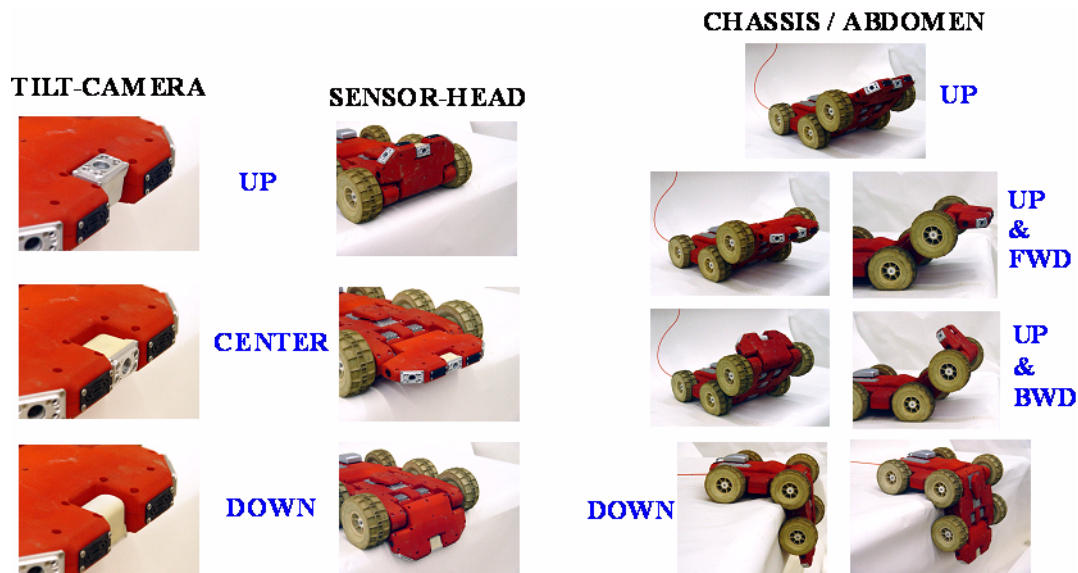 CHASSIS / ABDOMEN
TILT-CAMERA
SENSOR-HEAD
UP
UP
UP
&
FWD
CENTER
UP
&
BWD
DOWN
DOWN